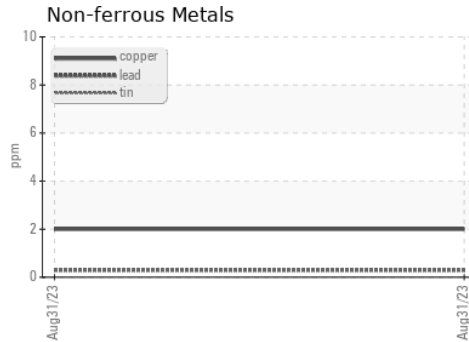 Non-ferrous Metals
10
8
6
4
2
0
ppm
copper
lead
tin
Aug31/23
Aug31/23